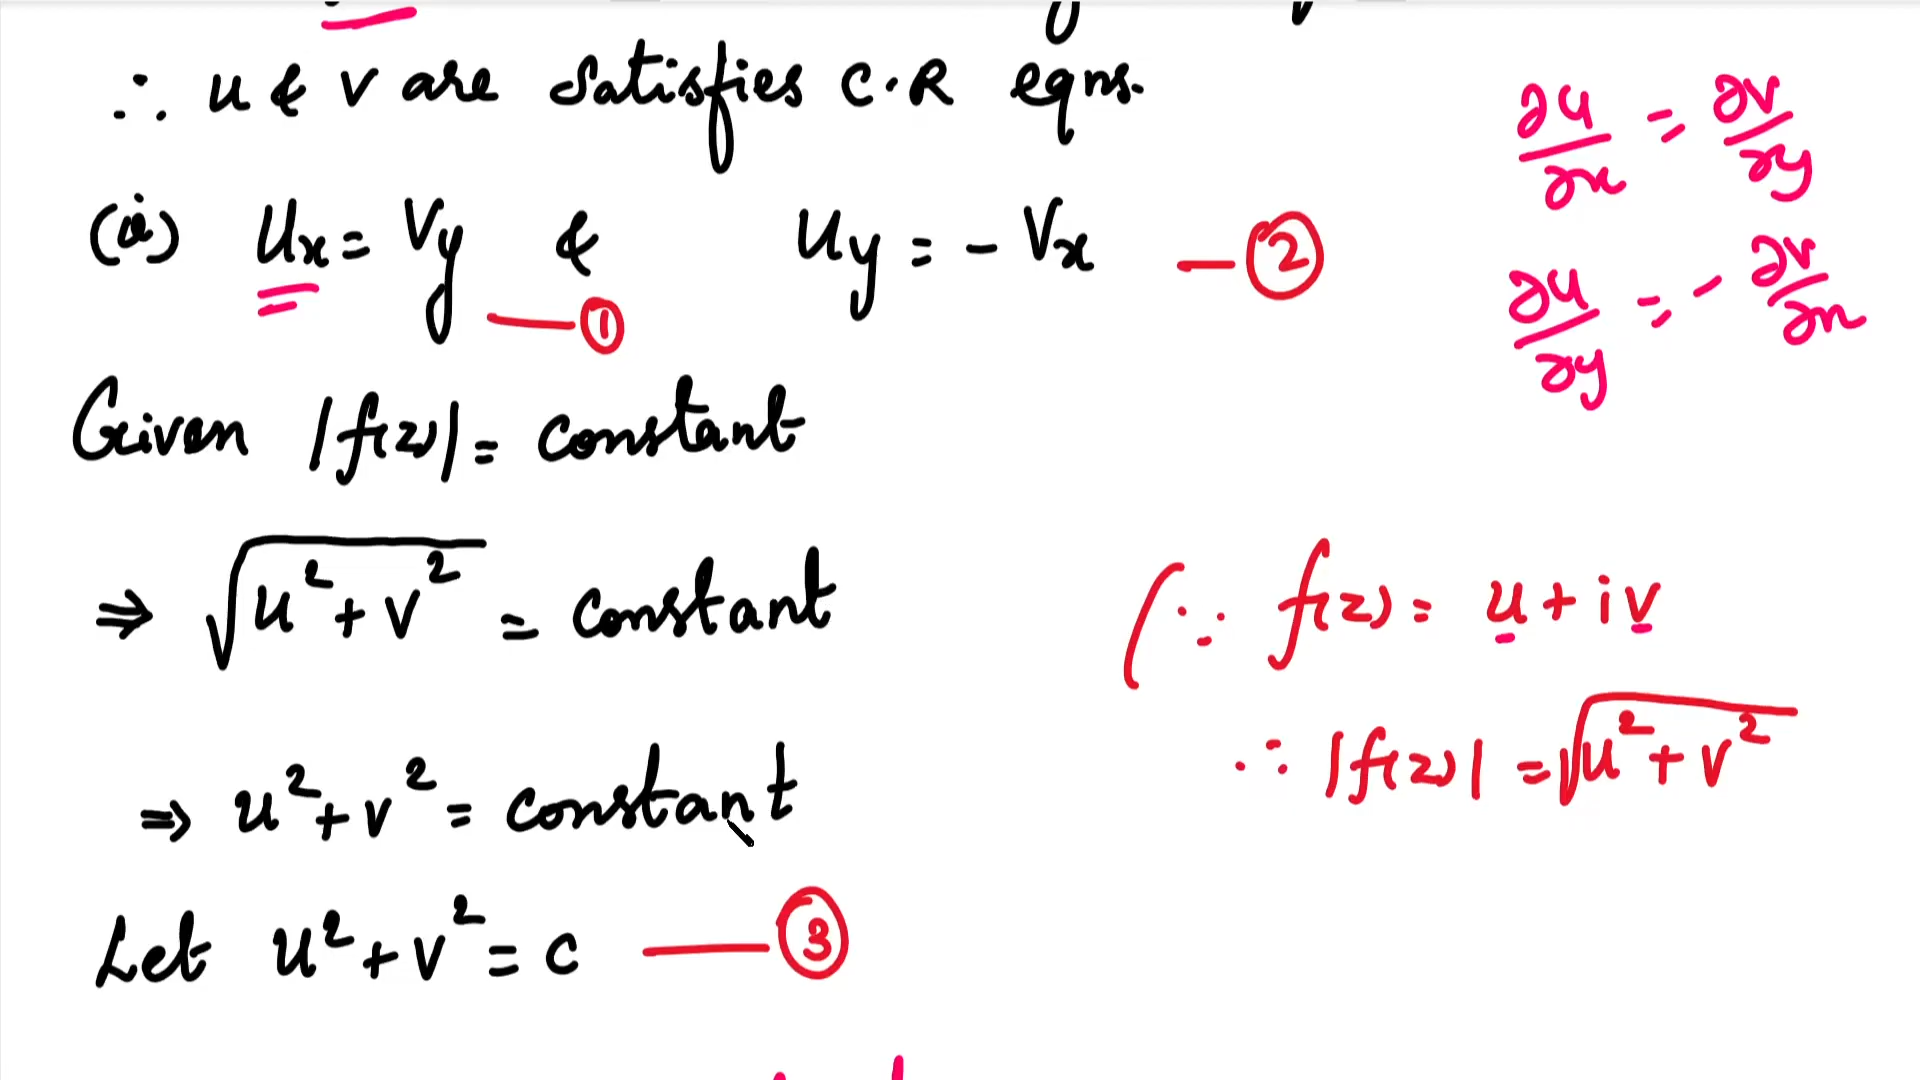 ∴ u & v are satisfies C.R eqns.
∂u/∂x = ∂v/∂y
(i) Ux = Vy & Uy = - Vx — ②
— ①
∂u/∂y = - ∂v/∂x
Given |f(z)| = constant
⇒ √(u² + v²) = constant
(∵ f(z) = u + iv
∴ |f(z)| = √(u² + v²)
⇒ u² + v² = constant
Let u² + v² = c — ③